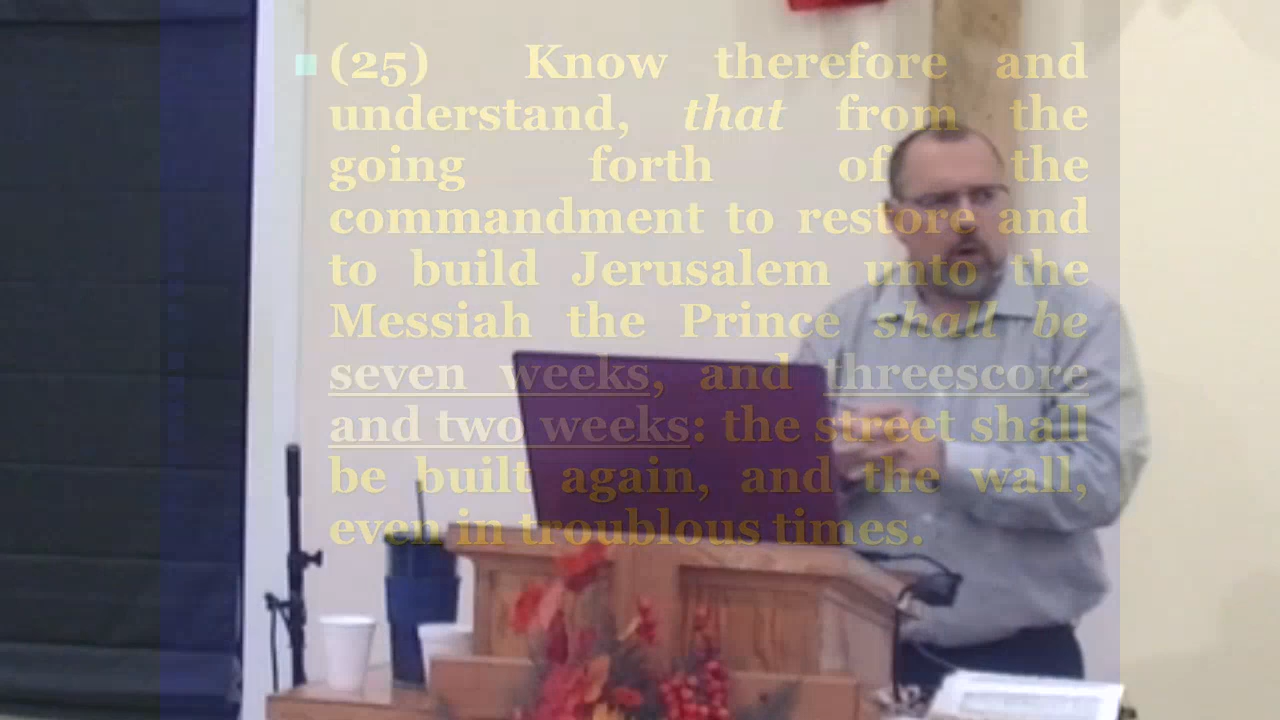 (25) Know therefore and
understand, that from the
going forth of the
commandment to restore and
to build Jerusalem unto the
Messiah the Prince shall be
seven weeks, and threescore
and two weeks: the street shall
be built again, and the wall,
even in troublous times.